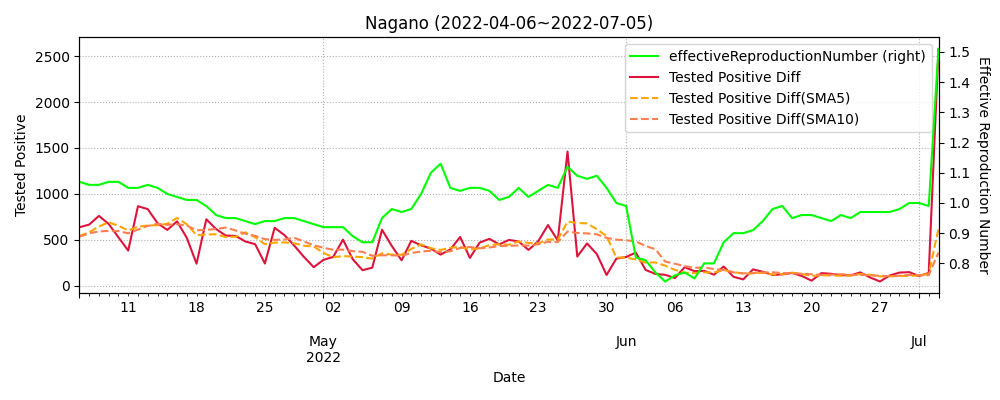 Nagano (2022-04-06~2022-07-05)
effectiveReproductionNumber (right)
Tested Positive Diff
Tested Positive Diff(SMA5)
Tested Positive Diff(SMA10)
Tested Positive
2500
2000
1500
1000
500
0
1.5
1.4
1.3
1.2
1.1
1.0
0.9
0.8
Effective Reproduction Number
11 18 25 02 09 16 23 30 06 13 20 27
May Jun Jul
2022
Date